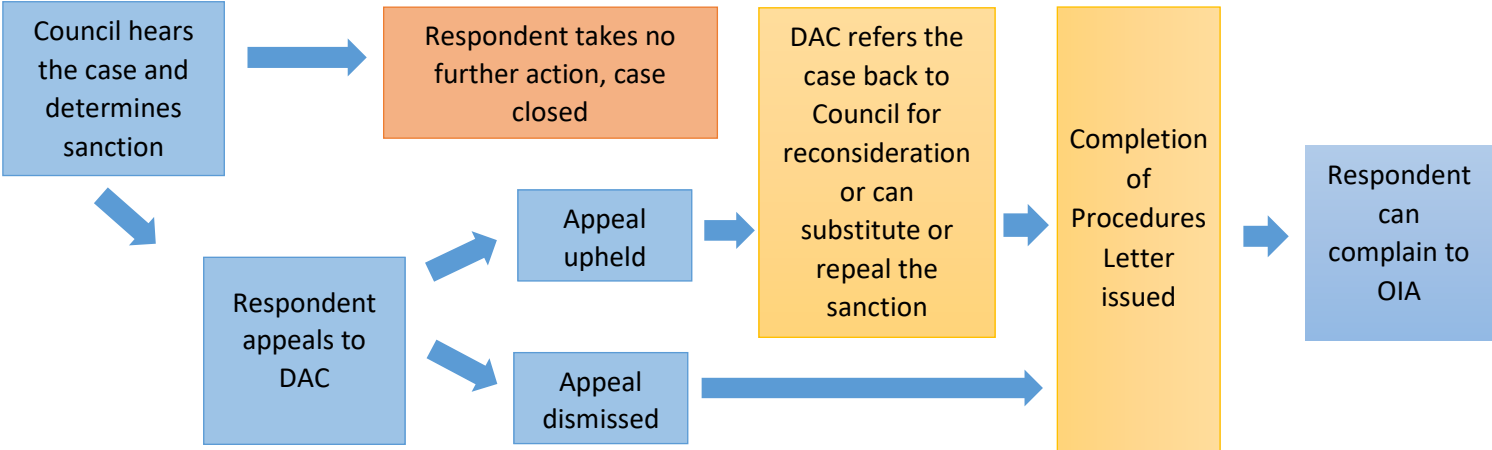 Council hears
the case and
determines
sanction
Respondent takes no
further action, case
closed
Respondent
appeals to
DAC
Appeal
upheld
Appeal
dismissed
DAC refers the
case back to
Council for
reconsideration
or can
substitute or
repeal the
sanction
Completion
of
Procedures
Letter
issued
Respondent
can
complain to
OIA